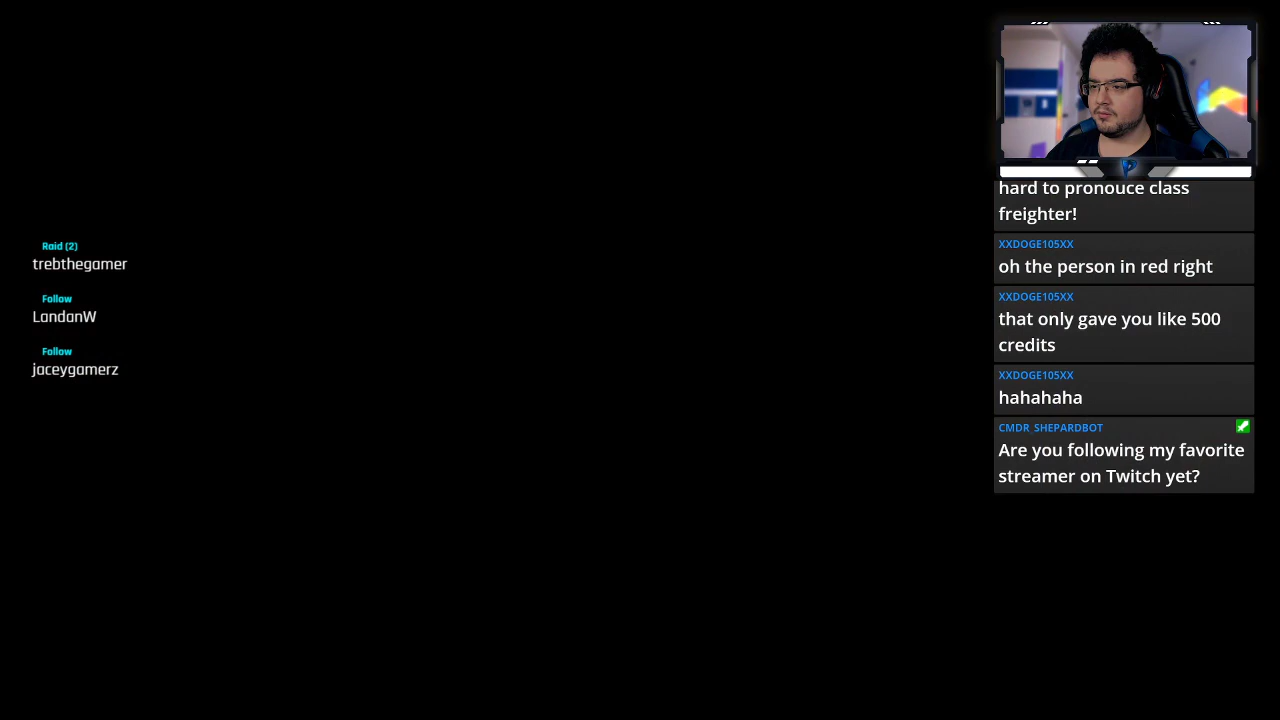 Raid (2)
trebthegamer
Follow
LandanW
Follow
jaceygamerz
hard to pronouce class
freighter!
XXDOGE105XX
oh the person in red right
XXDOGE105XX
that only gave you like 500
credits
XXDOGE105XX
hahahaha
CMDR_SHEPARDBOT
Are you following my favorite
streamer on Twitch yet?